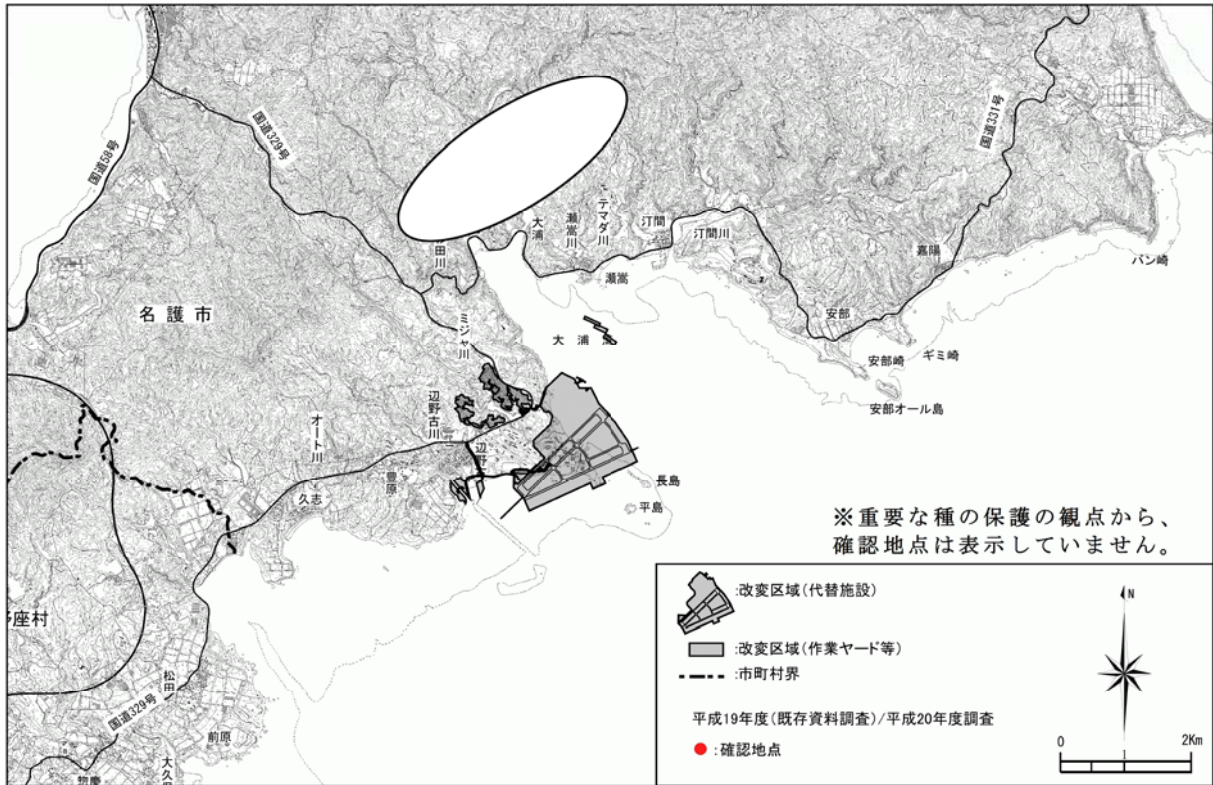 国道58号
国道329号
国道331号
大浦
瀬嵩川
テマダ川
汀間
汀間川
瀬嵩
嘉陽
バン崎
安部
安部崎
ギミ崎
安部オール島
田川
名護市
ミジャ川
大浦
辺野古川
辺野
オート川
久志
豊原
長島
平島
座村
松田
国道329号
前原
惣慶
※重要な種の保護の観点から、
確認地点は表示していません。
:改変区域(代替施設)
:改変区域(作業ヤード等)
:市町村界
平成19年度(既存資料調査)/平成20年度調査
:確認地点
N
0 1 2Km